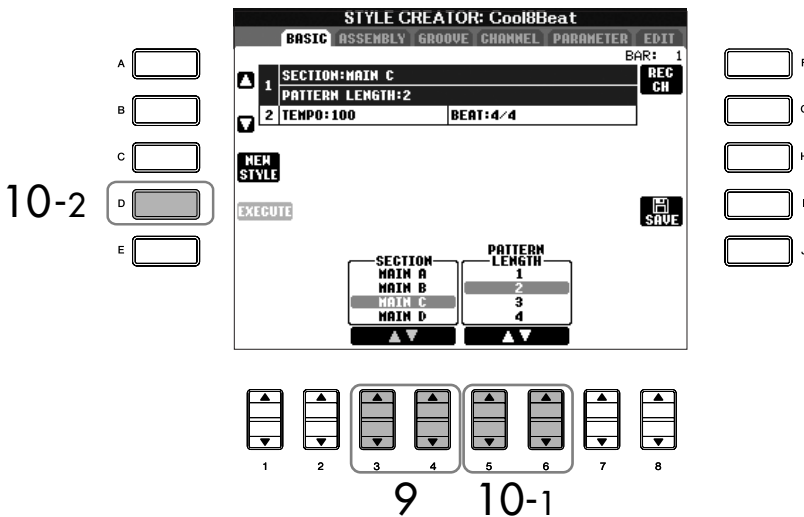 STYLE CREATOR: Cool8Beat
BASIC ASSEMBLY GROOVE CHANNEL PARAMETER EDIT
BAR: 1
1 SECTION:MAIN C
PATTERN LENGTH:2
REC CH
2 TEMPO:100 BEAT:4/4
NEW STYLE
EXECUTE
SAVE
A
B
C
10-2 D
E
F
H
SECTION
MAIN A
MAIN B
MAIN C
MAIN D
PATTERN LENGTH
1
2
3
4
1 2 3 4 5 6 7 8
9 10-1